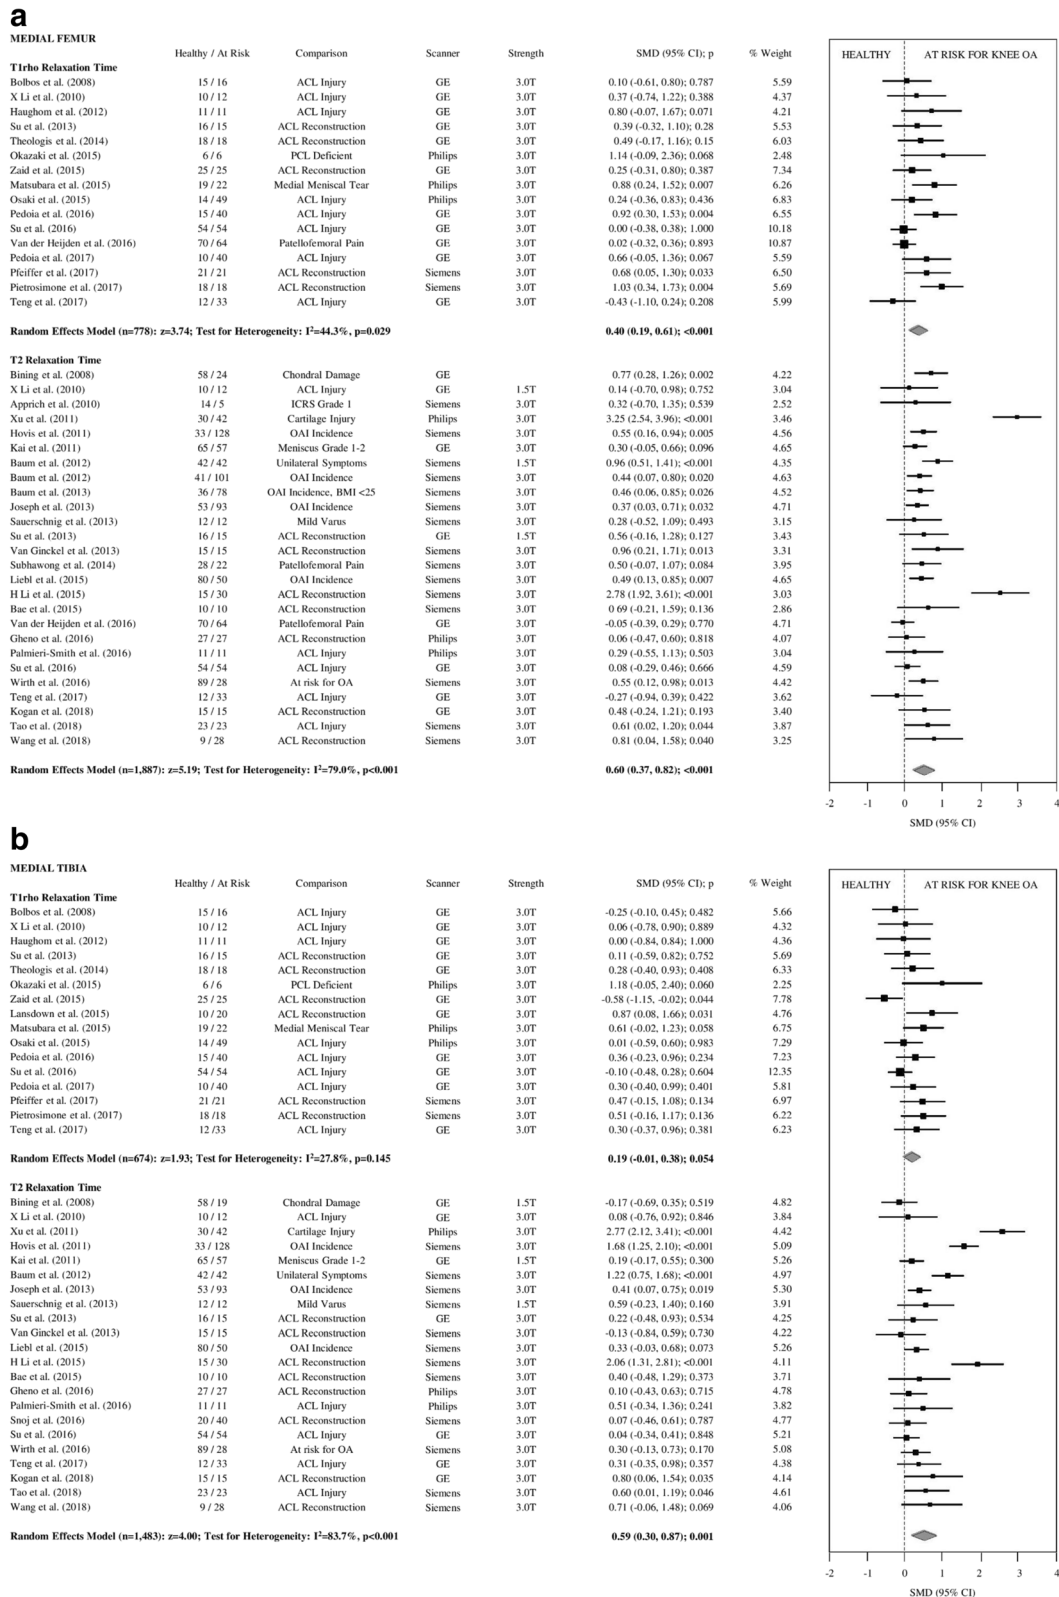 a
MEDIAL FEMUR
Healthy / At Risk Comparison Scanner Strength SMD (95% CI); p % Weight HEALTHY AT RISK FOR KNEE OA
T1rho Relaxation Time
Bolbos et al. (2008) 15 / 16 ACL Injury GE 3.0T 0.10 (-0.61, 0.80); 0.787 5.59
X Li et al. (2010) 10 / 12 ACL Injury GE 3.0T 0.37 (-0.74, 1.22); 0.388 4.37
Haughom et al. (2012) 11 / 11 ACL Injury GE 3.0T 0.80 (-0.07, 1.67); 0.071 4.21
Su et al. (2013) 16 / 15 ACL Reconstruction GE 3.0T 0.39 (-0.32, 1.10); 0.28 5.53
Theologis et al. (2014) 18 / 18 ACL Reconstruction GE 3.0T 0.49 (-0.17, 1.16); 0.15 6.03
Okazaki et al. (2015) 6 / 6 PCL Deficient Philips 3.0T 1.14 (-0.09, 2.36); 0.068 2.48
Zaid et al. (2015) 25 / 25 ACL Reconstruction GE 3.0T 0.25 (-0.31, 0.80); 0.387 7.34
Matsubara et al. (2015) 19 / 22 Medial Meniscal Tear Philips 3.0T 0.88 (0.24, 1.52); 0.007 6.26
Osaki et al. (2015) 14 / 49 ACL Injury Philips 3.0T 0.24 (-0.36, 0.83); 0.436 6.83
Pedoia et al. (2016) 15 / 40 ACL Injury GE 3.0T 0.92 (0.30, 1.53); 0.004 6.55
Su et al. (2016) 54 / 54 ACL Injury GE 3.0T 0.00 (-0.38, 0.38); 1.000 10.18
Van der Heijden et al. (2016) 70 / 64 Patellofemoral Pain GE 3.0T 0.02 (-0.32, 0.36); 0.893 10.87
Pedoia et al. (2017) 10 / 40 ACL Injury GE 3.0T 0.66 (-0.05, 1.36); 0.067 5.59
Pfeiffer et al. (2017) 21 / 21 ACL Reconstruction Siemens 3.0T 0.68 (0.05, 1.30); 0.033 6.50
Pietrosimone et al. (2017) 18 / 18 ACL Reconstruction Siemens 3.0T 1.03 (0.34, 1.73); 0.004 5.69
Teng et al. (2017) 12 / 33 ACL Injury GE 3.0T -0.43 (-1.10, 0.24); 0.208 5.99
Random Effects Model (n=778): z=3.74; Test for Heterogeneity: I²=44.3%, p=0.029 0.40 (0.19, 0.61); <0.001
T2 Relaxation Time
Bining et al. (2008) 58 / 24 Chondral Damage GE 0.77 (0.28, 1.26); 0.002 4.22
X Li et al. (2010) 10 / 12 ACL Injury GE 1.5T 0.14 (-0.70, 0.98); 0.752 3.04
Apprich et al. (2010) 14 / 5 ICRS Grade 1 Siemens 3.0T 0.32 (-0.70, 1.35); 0.539 2.52
Xu et al. (2011) 30 / 42 Cartilage Injury Philips 3.0T 3.25 (2.54, 3.96); <0.001 3.46
Hovis et al. (2011) 33 / 128 OAI Incidence Siemens 3.0T 0.55 (0.16, 0.94); 0.005 4.56
Kai et al. (2011) 65 / 57 Meniscus Grade 1-2 GE 3.0T 0.30 (-0.05, 0.66); 0.096 4.65
Baum et al. (2012) 42 / 42 Unilateral Symptoms Siemens 1.5T 0.96 (0.51, 1.41); <0.001 4.35
Baum et al. (2012) 41 / 101 OAI Incidence Siemens 3.0T 0.44 (0.07, 0.80); 0.020 4.63
Baum et al. (2013) 36 / 78 OAI Incidence, BMI <25 Siemens 3.0T 0.46 (0.06, 0.85); 0.026 4.52
Joseph et al. (2013) 53 / 93 OAI Incidence Siemens 3.0T 0.37 (0.03, 0.71); 0.032 4.71
Sauerschnig et al. (2013) 12 / 12 Mild Varus Siemens 3.0T 0.28 (-0.52, 1.09); 0.493 3.15
Su et al. (2013) 16 / 15 ACL Reconstruction GE 1.5T 0.56 (-0.16, 1.28); 0.127 3.43
Van Ginckel et al. (2013) 15 / 15 ACL Reconstruction Siemens 3.0T 0.96 (0.21, 1.71); 0.013 3.31
Subhawong et al. (2014) 28 / 22 Patellofemoral Pain Siemens 3.0T 0.50 (-0.07, 1.07); 0.084 3.95
Liebl et al. (2015) 80 / 50 OAI Incidence Siemens 3.0T 0.49 (0.13, 0.85); 0.007 4.65
H Li et al. (2015) 15 / 30 ACL Reconstruction Siemens 3.0T 2.78 (1.92, 3.61); <0.001 3.03
Bae et al. (2015) 10 / 10 ACL Reconstruction Siemens 3.0T 0 69 (-0.21, 1.59); 0.136 2.86
Van der Heijden et al. (2016) 70 / 64 Patellofemoral Pain GE 3.0T -0.05 (-0.39, 0.29); 0.770 4.71
Gheno et al. (2016) 27 / 27 ACL Reconstruction Philips 3.0T 0.06 (-0.47, 0.60); 0.818 4.07
Palmieri-Smith et al. (2016) 11 / 11 ACL Injury Philips 3.0T 0.29 (-0.55, 1.13); 0.503 3.04
Su et al. (2016) 54 / 54 ACL Injury GE 3.0T 0.08 (-0.29, 0.46); 0.666 4.59
Wirth et al. (2016) 89 / 28 At risk for OA Siemens 3.0T 0.55 (0.12, 0.98); 0.013 4.42
Teng et al. (2017) 12 / 33 ACL Injury GE 3.0T -0.27 (-0.94, 0.39); 0.422 3.62
Kogan et al. (2018) 15 / 15 ACL Reconstruction GE 3.0T 0.48 (-0.24, 1.21); 0.193 3.40
Tao et al. (2018) 23 / 23 ACL Injury Siemens 3.0T 0.61 (0.02, 1.20); 0.044 3.87
Wang et al. (2018) 9 / 28 ACL Reconstruction Siemens 3.0T 0.81 (0.04, 1.58); 0.040 3.25
Random Effects Model (n=1,887): z=5.19; Test for Heterogeneity: I²=79.0%, p<0.001 0.60 (0.37, 0.82); <0.001
-2 -1 0 1 2 3 4
SMD (95% CI)
b
MEDIAL TIBIA
Healthy / At Risk Comparison Scanner Strength SMD (95% CI); p % Weight HEALTHY AT RISK FOR KNEE OA
T1rho Relaxation Time
Bolbos et al. (2008) 15 / 16 ACL Injury GE 3.0T -0.25 (-0.10, 0.45); 0.482 5.66
X Li et al. (2010) 10 / 12 ACL Injury GE 3.0T 0.06 (-0.78, 0.90); 0.889 4.32
Haughom et al. (2012) 11 / 11 ACL Injury GE 3.0T 0.00 (-0.84, 0.84); 1.000 4.36
Su et al. (2013) 16 / 15 ACL Reconstruction GE 3.0T 0.11 (-0.59, 0.82); 0.752 5.69
Theologis et al. (2014) 18 / 18 ACL Reconstruction GE 3.0T 0.28 (-0.40, 0.93); 0.408 6.33
Okazaki et al. (2015) 6 / 6 PCL Deficient Philips 3.0T 1.18 (-0.05, 2.40); 0.060 2.25
Zaid et al. (2015) 25 / 25 ACL Reconstruction GE 3.0T -0.58 (-1.15, -0.02); 0.044 7.78
Lansdown et al. (2015) 10 / 20 ACL Reconstruction GE 3.0T 0.87 (0.08, 1.66); 0.031 4.76
Matsubara et al. (2015) 19 / 22 Medial Meniscal Tear Philips 3.0T 0.61 (-0.02, 1.23); 0.058 6.75
Osaki et al. (2015) 14 / 49 ACL Injury Philips 3.0T 0.01 (-0.59, 0.60); 0.983 7.29
Pedoia et al. (2016) 15 / 40 ACL Injury GE 3.0T 0.36 (-0.23, 0.96); 0.234 7.23
Su et al. (2016) 54 / 54 ACL Injury GE 3.0T -0.10 (-0.48, 0.28); 0.604 12.35
Pedoia et al. (2017) 10 / 40 ACL Injury GE 3.0T 0.30 (-0.40, 0.99); 0.401 5.81
Pfeiffer et al. (2017) 21 /21 ACL Reconstruction Siemens 3.0T 0.47 (-0.15, 1.08); 0.134 6.97
Pietrosimone et al. (2017) 18 /18 ACL Reconstruction Siemens 3.0T 0.51 (-0.16, 1.17); 0.136 6.22
Teng et al. (2017) 12 /33 ACL Injury GE 3.0T 0.30 (-0.37, 0.96); 0.381 6.23
Random Effects Model (n=674): z=1.93; Test for Heterogeneity: I²=27.8%, p=0.145 0.19 (-0.01, 0.38); 0.054
T2 Relaxation Time
Bining et al. (2008) 58 / 19 Chondral Damage GE 1.5T -0.17 (-0.69, 0.35); 0.519 4.82
X Li et al. (2010) 10 / 12 ACL Injury GE 3.0T 0.08 (-0.76, 0.92); 0.846 3.84
Xu et al. (2011) 30 / 42 Cartilage Injury Philips 3.0T 2.77 (2.12, 3.41); <0.001 4.42
Hovis et al. (2011) 33 / 128 OAI Incidence Siemens 3.0T 1.68 (1.25, 2.10); <0.001 5.09
Kai et al. (2011) 65 / 57 Meniscus Grade 1-2 GE 1.5T 0.19 (-0.17, 0.55); 0.300 5.26
Baum et al. (2012) 42 / 42 Unilateral Symptoms Siemens 3.0T 1.22 (0.75, 1.68); <0.001 4.97
Joseph et al. (2013) 53 / 93 OAI Incidence Siemens 3.0T 0.41 (0.07, 0.75); 0.019 5.30
Sauerschnig et al. (2013) 12 / 12 Mild Varus Siemens 1.5T 0.59 (-0.23, 1.40); 0.160 3.91
Su et al. (2013) 16 / 15 ACL Reconstruction GE 3.0T 0.22 (-0.48, 0.93); 0.534 4.25
Van Ginckel et al. (2013) 15 / 15 ACL Reconstruction Siemens 3.0T -0.13 (-0.84, 0.59); 0.730 4.22
Liebl et al. (2015) 80 / 50 OAI Incidence Siemens 3.0T 0.33 (-0.03, 0.68); 0.073 5.26
H Li et al. (2015) 15 / 30 ACL Reconstruction Siemens 3.0T 2.06 (1.31, 2.81); <0.001 4.11
Bae et al. (2015) 10 / 10 ACL Reconstruction Siemens 3.0T 0.40 (-0.48, 1.29); 0.373 3.71
Gheno et al. (2016) 27 / 27 ACL Reconstruction Philips 3.0T 0.10 (-0.43, 0.63); 0.715 4.78
Palmieri-Smith et al. (2016) 11 / 11 ACL Injury Philips 3.0T 0.51 (-0.34, 1.36); 0.241 3.82
Snoj et al. (2016) 20 / 40 ACL Reconstruction Siemens 3.0T 0.07 (-0.46, 0.61); 0.787 4.77
Su et al. (2016) 54 / 54 ACL Injury GE 3.0T 0.04 (-0.34, 0.41); 0.848 5.21
Wirth et al. (2016) 89 / 28 At risk for OA Siemens 3.0T 0.30 (-0.13, 0.73); 0.170 5.08
Teng et al. (2017) 12 / 33 ACL Injury GE 3.0T 0.31 (-0.35, 0.98); 0.357 4.38
Kogan et al. (2018) 15 / 15 ACL Reconstruction GE 3.0T 0.80 (0.06, 1.54); 0.035 4.14
Tao et al. (2018) 23 / 23 ACL Injury Siemens 3.0T 0.60 (0.01, 1.19); 0.046 4.61
Wang et al. (2018) 9 / 28 ACL Reconstruction Siemens 3.0T 0.71 (-0.06, 1.48); 0.069 4.06
Random Effects Model (n=1,483): z=4.00; Test for Heterogeneity: I²=83.7%, p<0.001 0.59 (0.30, 0.87); 0.001
-2 -1 0 1 2 3 4
SMD (95% CI)